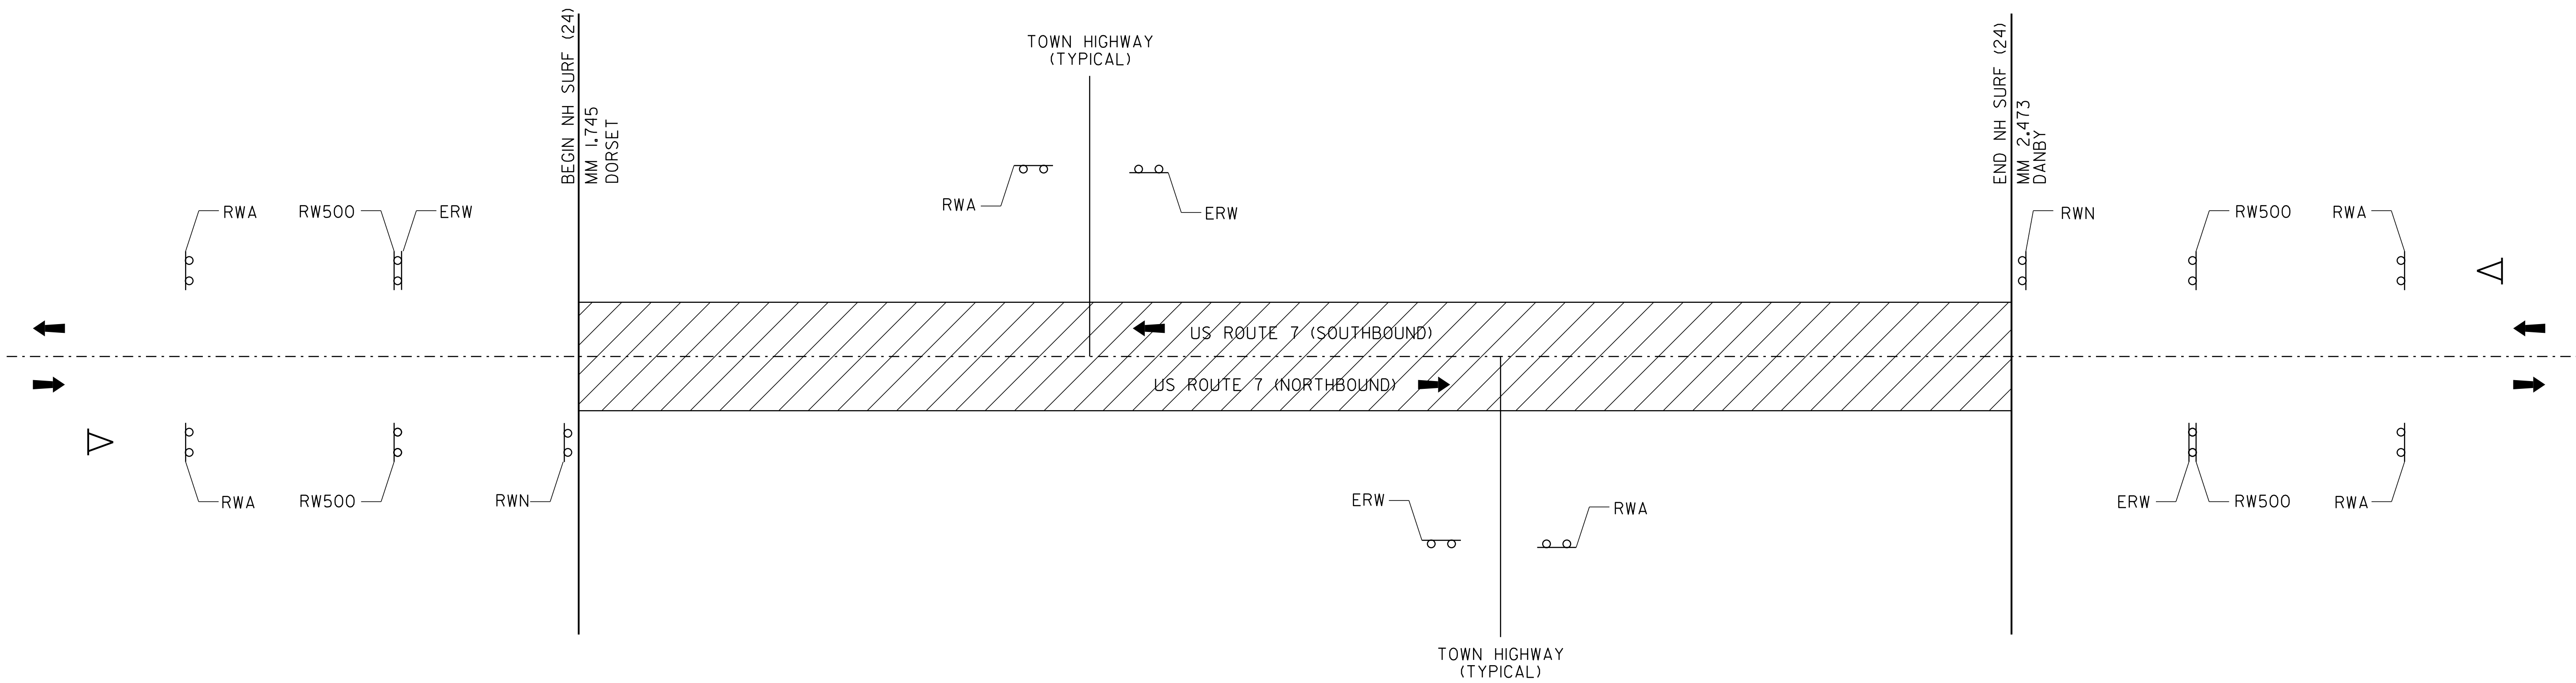 BEGIN NH SURF (24)
MM 1.745
DORSET
TOWN HIGHWAY
(TYPICAL)
END NH SURF (24)
MM 2.473
DANBY
RWA
RW500
ERW
RWA
ERW
RWN
RW500
RWA
US ROUTE 7 (SOUTHBOUND)
US ROUTE 7 (NORTHBOUND)
RWA
RW500
RWN
ERW
RWA
ERW
RW500
RWA
TOWN HIGHWAY
(TYPICAL)